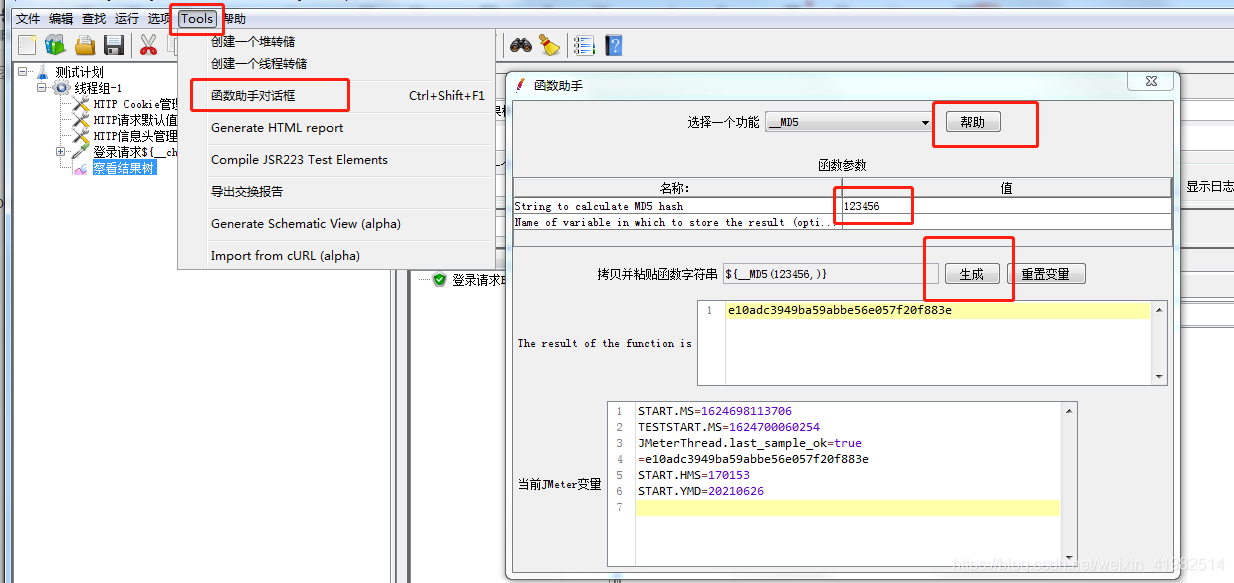 文件 编辑 查找 运行 选项 Tools 帮助
创建一个堆转储
创建一个线程转储
函数助手对话框 Ctrl+Shift+F1
Generate HTML report
Compile JSR223 Test Elements
导出交换报告
Generate Schematic View (alpha)
Import from cURL (alpha)
测试计划
线程组-1
HTTP Cookie管理
HTTP请求默认值
HTTP信息头管理
登录请求${__ch
察看结果树
登录请求
显示日志
函数助手
选择一个功能 __MD5 帮助
函数参数
名称: 值
String to calculate MD5 hash 123456
Name of variable in which to store the result (opti...
拷贝并粘贴函数字符串 ${__MD5(123456,)} 生成 重置变量
The result of the function is
1 e10adc3949ba59abbe56e057f20f883e
当前JMeter变量
1 START.MS=1624698113706
2 TESTSTART.MS=1624700060254
3 JMeterThread.last_sample_ok=true
4 =e10adc3949ba59abbe56e057f20f883e
5 START.HMS=170153
6 START.YMD=20210626
7
https://blog.csdn.net/weixin_41982514